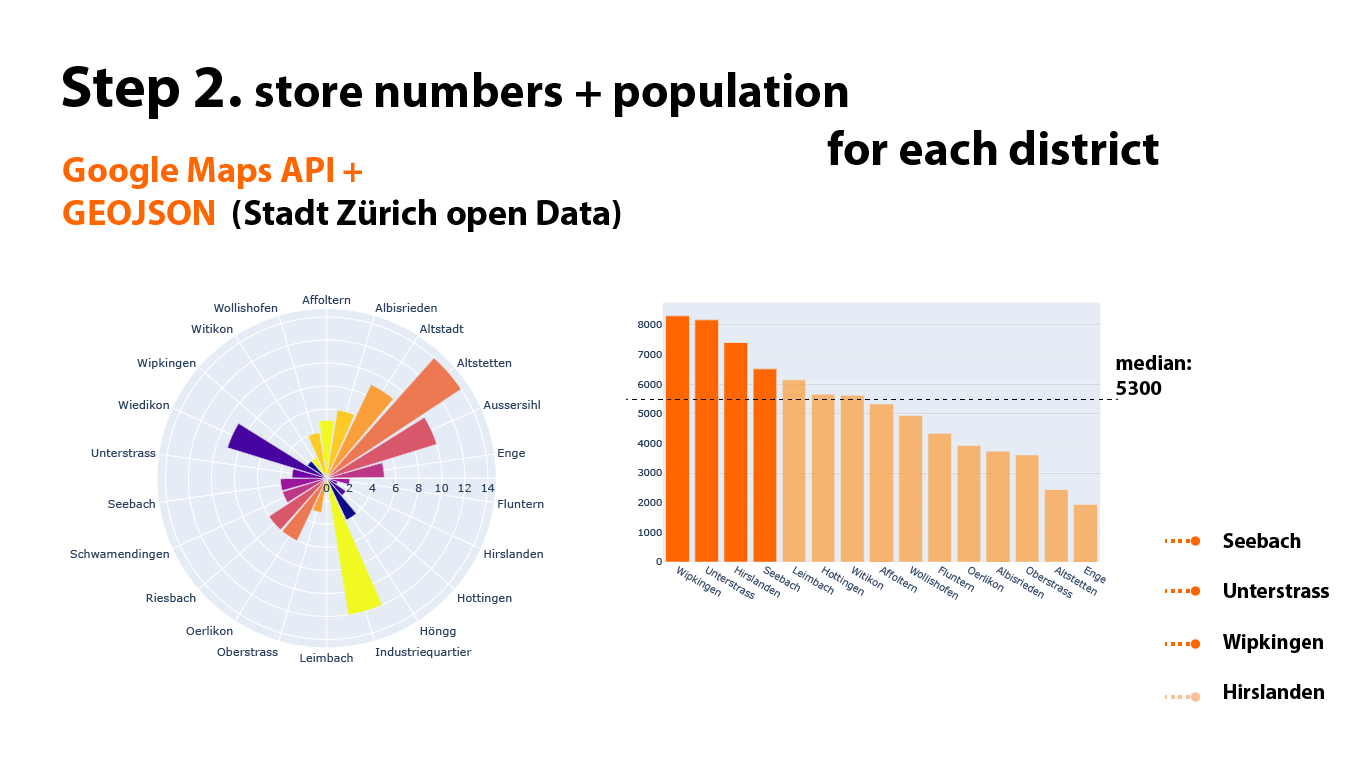 Step 2. store numbers + population
for each district
Google Maps API +
GEOJSON (Stadt Zürich open Data)
Affoltern
Albisrieden
Altstadt
Altstetten
Aussersihl
Enge
Fluntern
Hirslanden
Hottingen
Höngg
Industriequartier
Leimbach
Oberstrass
Oerlikon
Riesbach
Schwamendingen
Seebach
Unterstrass
Wiedikon
Wipkingen
Witikon
Wollishofen
0 2 4 6 8 10 12 14
8000
7000
6000
5000
4000
3000
2000
1000
0
Wipkingen
Unterstrass
Hirslanden
Seebach
Leimbach
Hottingen
Witikon
Affoltern
Wollishofen
Fluntern
Oerlikon
Albisrieden
Oberstrass
Altstetten
Enge
median:
5300
Seebach
Unterstrass
Wipkingen
Hirslanden